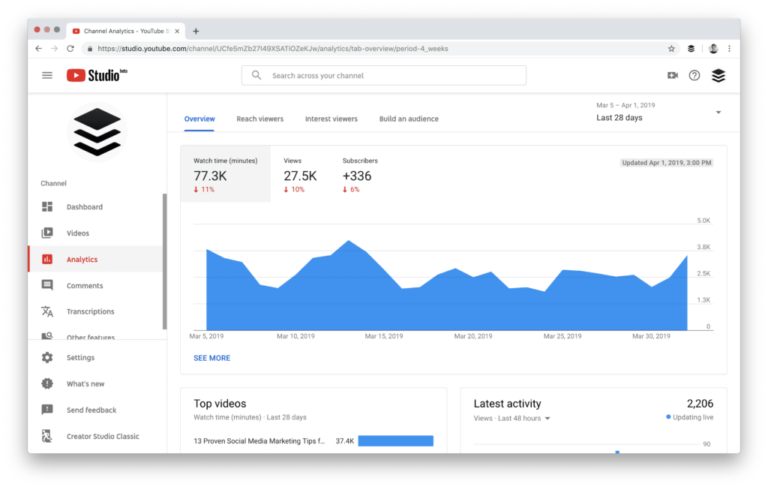 Channel Analytics - YouTube S
https://studio.youtube.com/channel/UCfe5mZb27I49XSATiOZeKJw/analytics/tab-overview/period-4_weeks
Studio beta
Search across your channel
Overview
Reach viewers
Interest viewers
Build an audience
Mar 5 – Apr 1, 2019
Last 28 days
Channel
Dashboard
Videos
Analytics
Comments
Transcriptions
Other features
Settings
What's new
Send feedback
Creator Studio Classic
Watch time (minutes)
77.3K
11%
Views
27.5K
10%
Subscribers
+336
6%
Updated Apr 1, 2019, 3:00 PM
5.0K
3.8K
2.5K
1.3K
0
Mar 5, 2019 Mar 10, 2019 Mar 15, 2019 Mar 20, 2019 Mar 25, 2019 Mar 30, 2019
SEE MORE
Top videos
Watch time (minutes) · Last 28 days
13 Proven Social Media Marketing Tips f... 37.4K
Latest activity
Views · Last 48 hours
2,206
Updating live
90